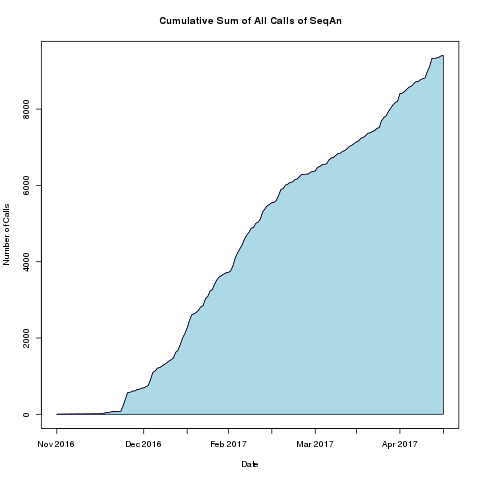 Cumulative Sum of All Calls of SeqAn
Number of Calls
8000
6000
4000
2000
0
Nov 2016 Dec 2016 Feb 2017 Mar 2017 Apr 2017
Date